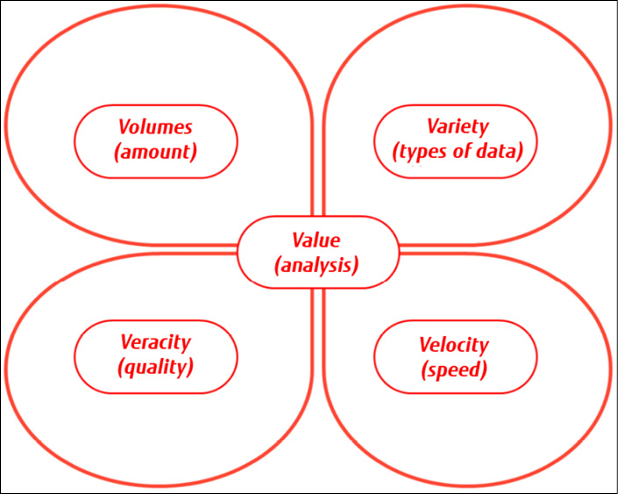 Volumes
(amount)
Variety
(types of data)
Value
(analysis)
Veracity
(quality)
Velocity
(speed)